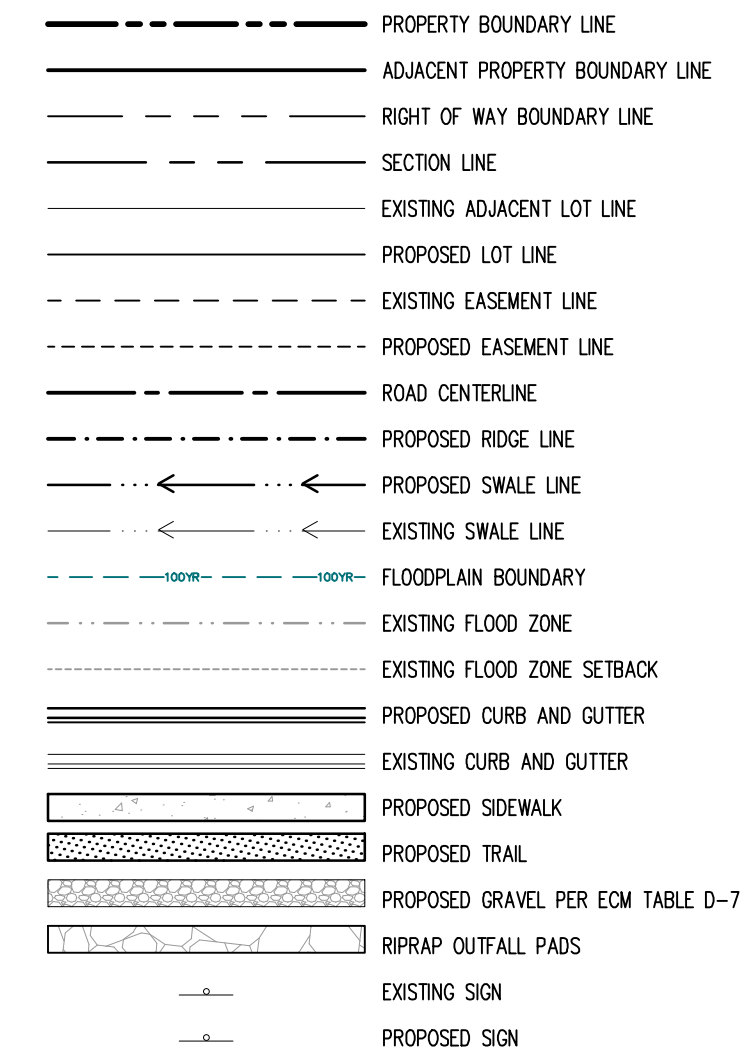 PROPERTY BOUNDARY LINE
ADJACENT PROPERTY BOUNDARY LINE
RIGHT OF WAY BOUNDARY LINE
SECTION LINE
EXISTING ADJACENT LOT LINE
PROPOSED LOT LINE
EXISTING EASEMENT LINE
PROPOSED EASEMENT LINE
ROAD CENTERLINE
PROPOSED RIDGE LINE
PROPOSED SWALE LINE
EXISTING SWALE LINE
100YR 100YR FLOODPLAIN BOUNDARY
EXISTING FLOOD ZONE
EXISTING FLOOD ZONE SETBACK
PROPOSED CURB AND GUTTER
EXISTING CURB AND GUTTER
PROPOSED SIDEWALK
PROPOSED TRAIL
PROPOSED GRAVEL PER ECM TABLE D-7
RIPRAP OUTFALL PADS
EXISTING SIGN
PROPOSED SIGN